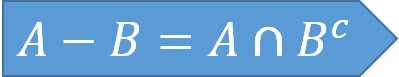 A − B = A ∩ Bᶜ